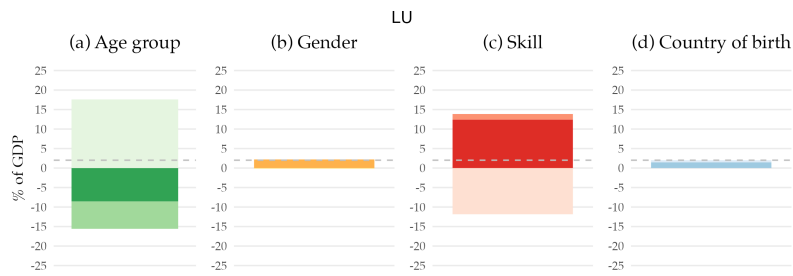 LU
(a) Age group (b) Gender (c) Skill (d) Country of birth
% of GDP
25 25 25 25
20 20 20 20
15 15 15 15
10 10 10 10
5 5 5 5
0 0 0 0
-5 -5 -5 -5
-10 -10 -10 -10
-15 -15 -15 -15
-20 -20 -20 -20
-25 -25 -25 -25